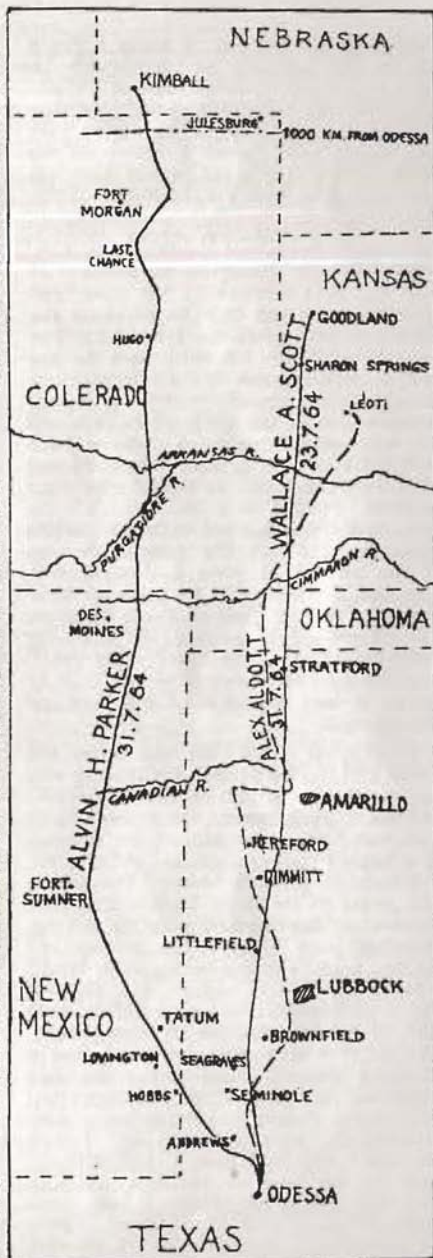 NEBRASKA
KIMBALL
JULESBURG
1000 KM. FROM ODESSA
FORT
MORGAN
LAST
CHANCE
KANSAS
GOODLAND
HUGO
SHARON SPRINGS
COLERADO
LÉOTI
WALLACE A. SCOTT
23.7.64
ARKANSAS R.
PURGATIORE R.
CIMMARON R.
DES
MOINES
OKLAHOMA
ALEX ALDOTT
31.7.64
STRATFORD
ALVIN H. PARKER
31.7.64
CANADIAN R.
AMARILLO
HEREFORD
DIMMITT
FORT
SUMNER
LITTLEFIELD
NEW
MEXICO
LUBBOCK
TATUM
BROWNFIELD
LOVINGTON
SEAGRAVES
HOBBS
SEMINOLE
ANDREWS
ODESSA
TEXAS